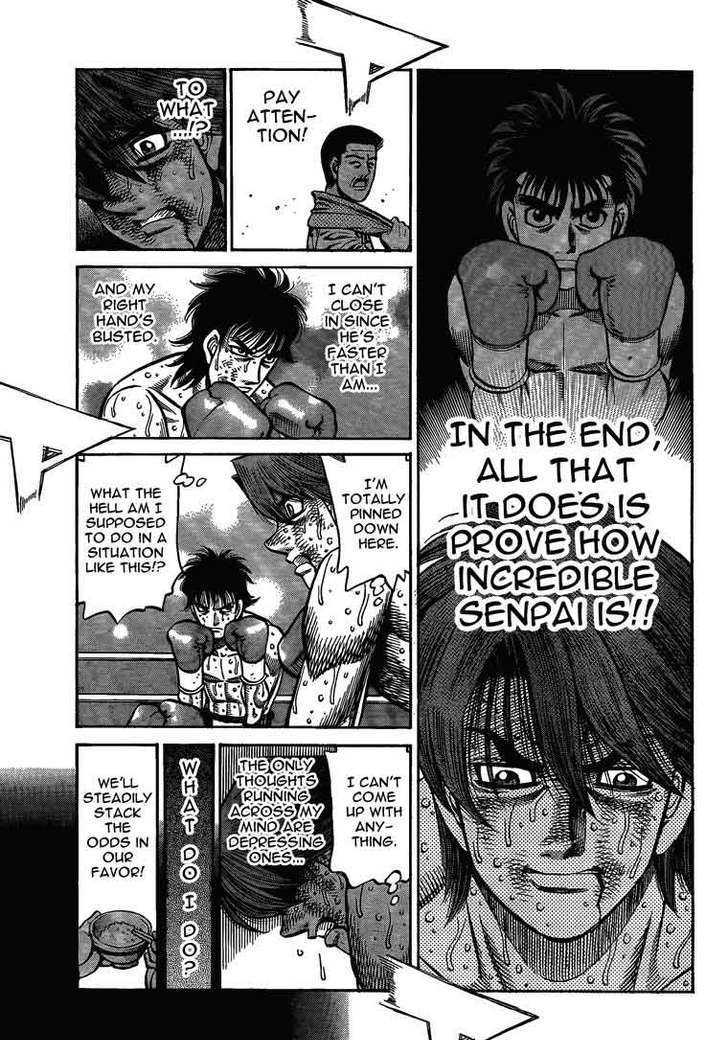 IN THE END,
ALL THAT
IT DOES IS
PROVE HOW
INCREDIBLE
SENPAI IS!!
PAY
ATTEN-
TION!
TO
WHAT
...!?
I CAN'T
CLOSE
IN SINCE
HE'S
FASTER
THAN I
AM...
AND MY
RIGHT
HAND'S
BUSTED.
I'M
TOTALLY
PINNED
DOWN
HERE.
WHAT THE
HELL AM I
SUPPOSED
TO DO IN A
SITUATION
LIKE THIS!?
I CAN'T
COME
UP WITH
ANY-
THING.
THE ONLY
THOUGHTS
RUNNING
ACROSS MY
MIND ARE
DEPRESSING
ONES...
WHAT DO I DO?
WE'LL
STEADILY
STACK
THE
ODDS IN
OUR
FAVOR!